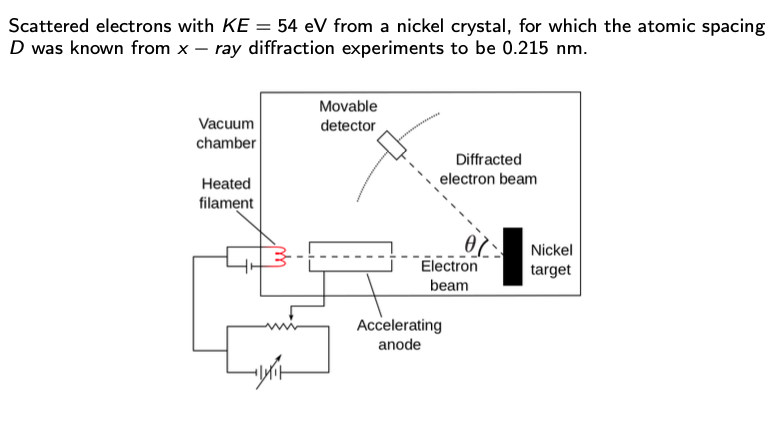 Scattered electrons with KE = 54 eV from a nickel crystal, for which the atomic spacing
D was known from x − ray diffraction experiments to be 0.215 nm.
Movable
detector
Vacuum
chamber
Diffracted
electron beam
Heated
filament
θ
Nickel
target
Electron
beam
Accelerating
anode